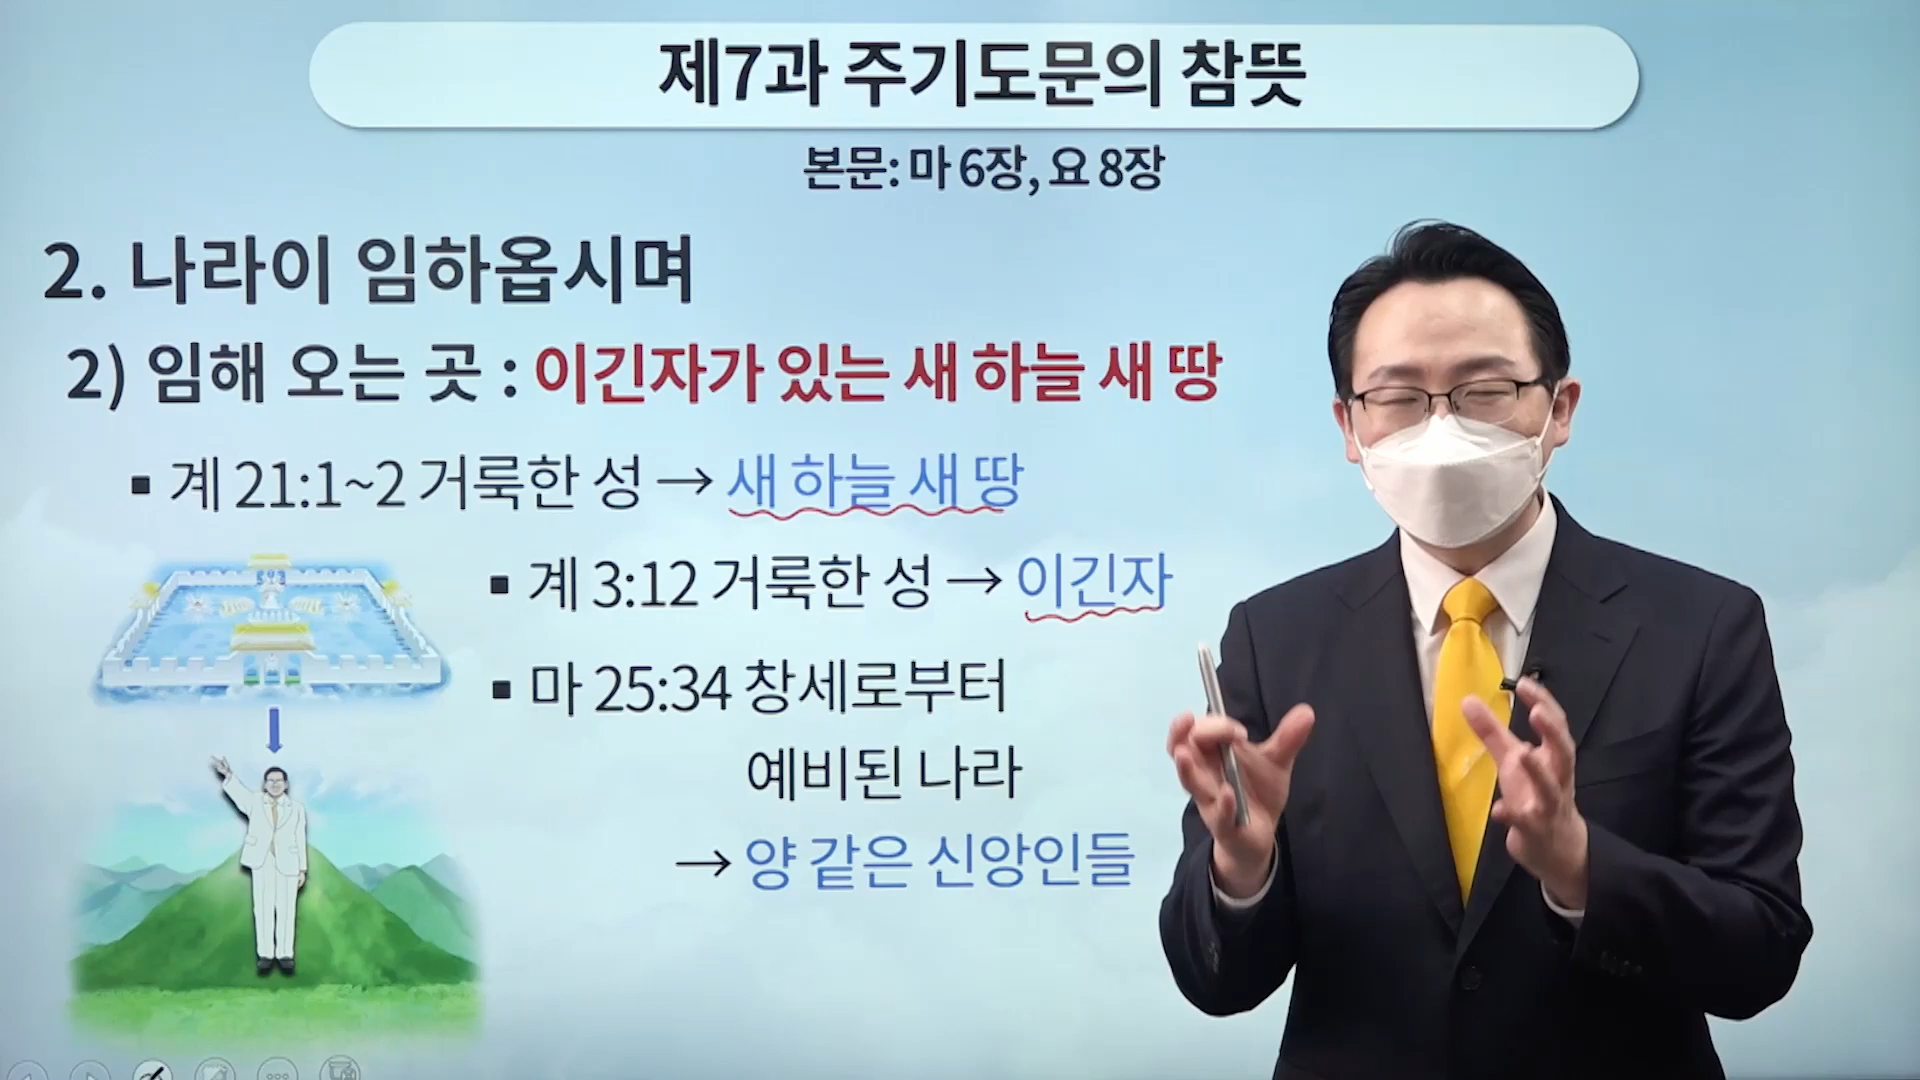 제7과 주기도문의 참뜻
본문: 마 6장, 요 8장
2. 나라이 임하옵시며
2) 임해 오는 곳 : 이긴자가 있는 새 하늘 새 땅
▪ 계 21:1~2 거룩한 성 → 새 하늘 새 땅
▪ 계 3:12 거룩한 성 → 이긴자
▪ 마 25:34 창세로부터
예비된 나라
→ 양 같은 신앙인들